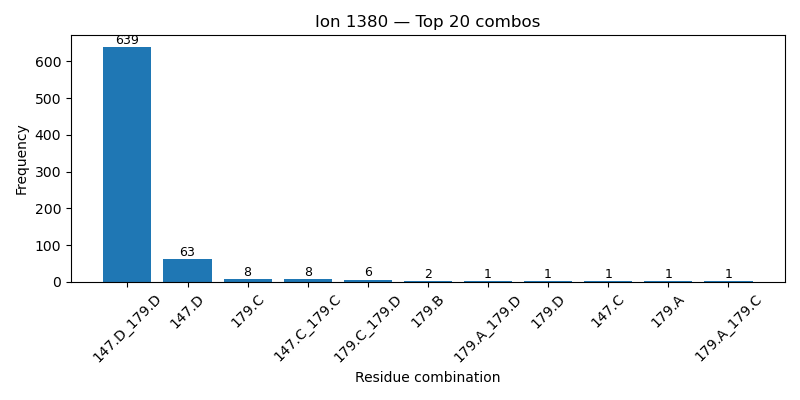 Ion 1380 — Top 20 combos
Frequency
600
500
400
300
200
100
0
639
63
8
8
6
2
1
1
1
1
1
147.D_179.D
147.D
179.C
147.C_179.C
179.C_179.D
179.B
179.A_179.D
179.D
147.C
179.A
179.A_179.C
Residue combination